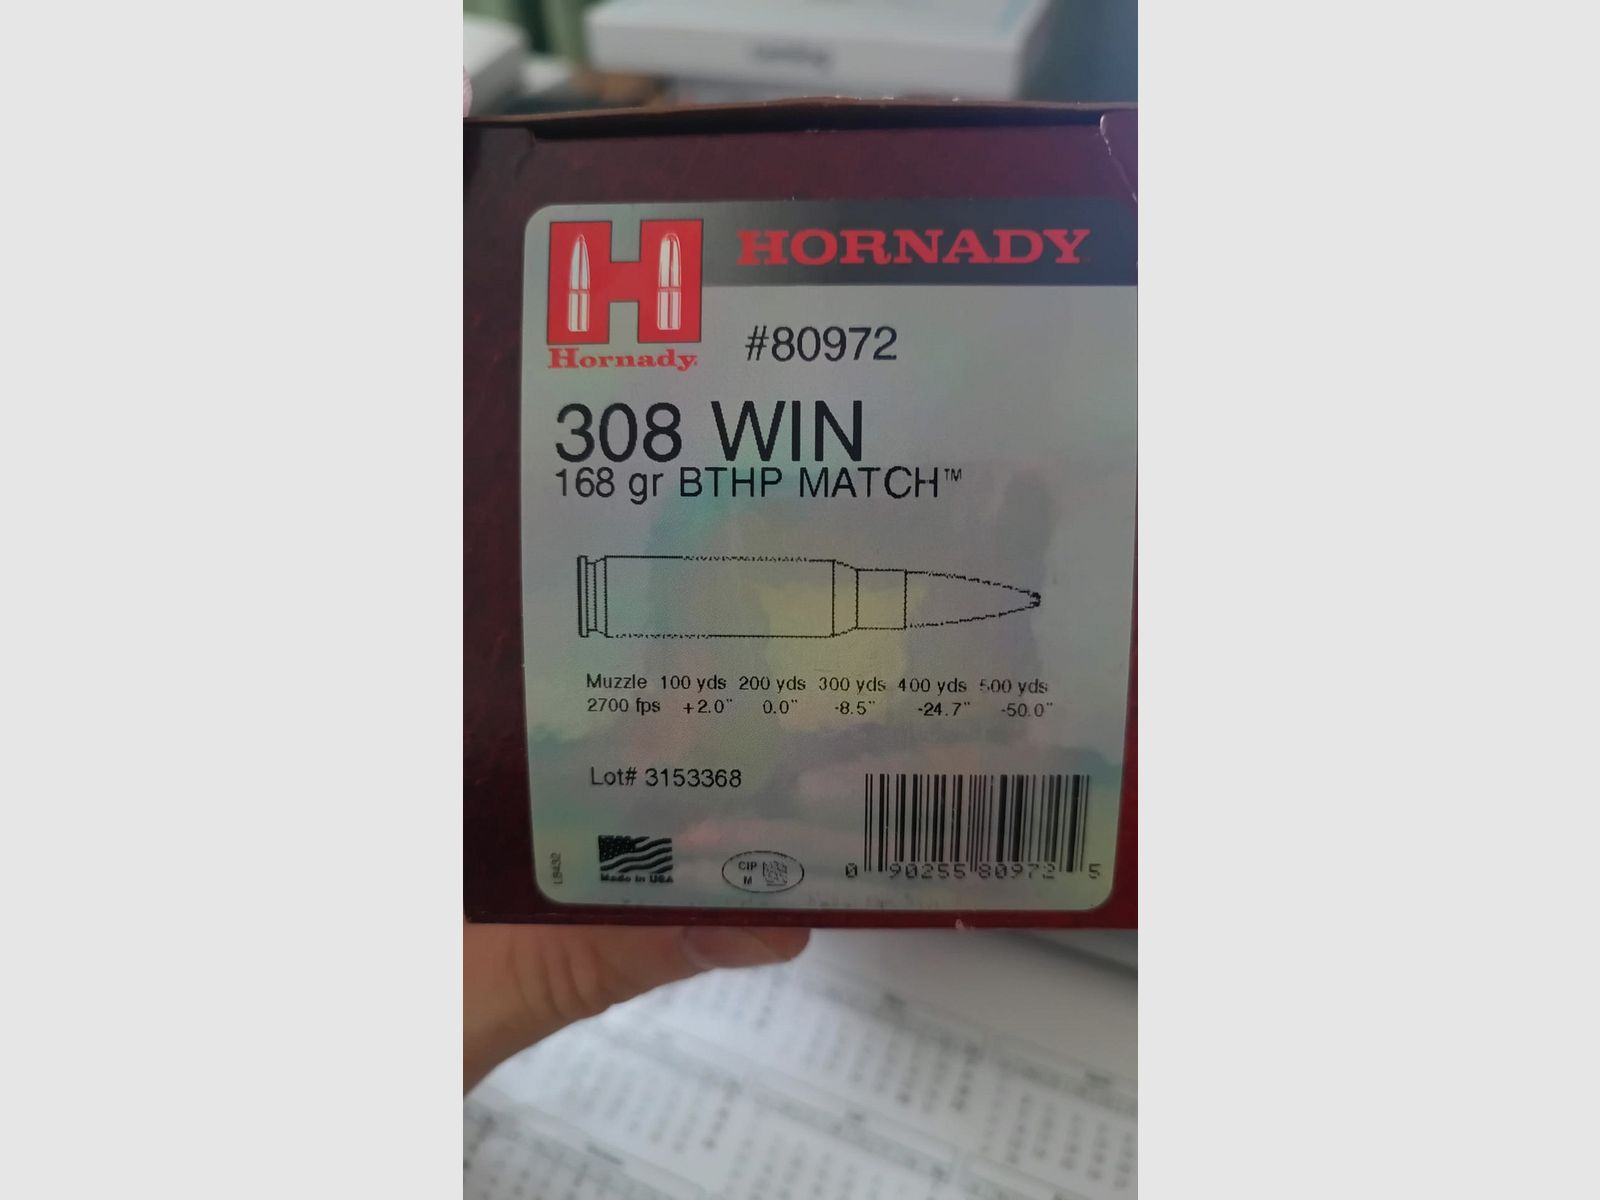 HORNADY
Hornady
#80972
308 WIN
168 gr BTHP MATCH™
Muzzle 100 yds 200 yds 300 yds 400 yds 500 yds
2700 fps +2.0" 0.0" -8.5" -24.7" -50.0"
Lot# 3153368
L8432
Made in USA
CIP
M
0 90255 80972 5